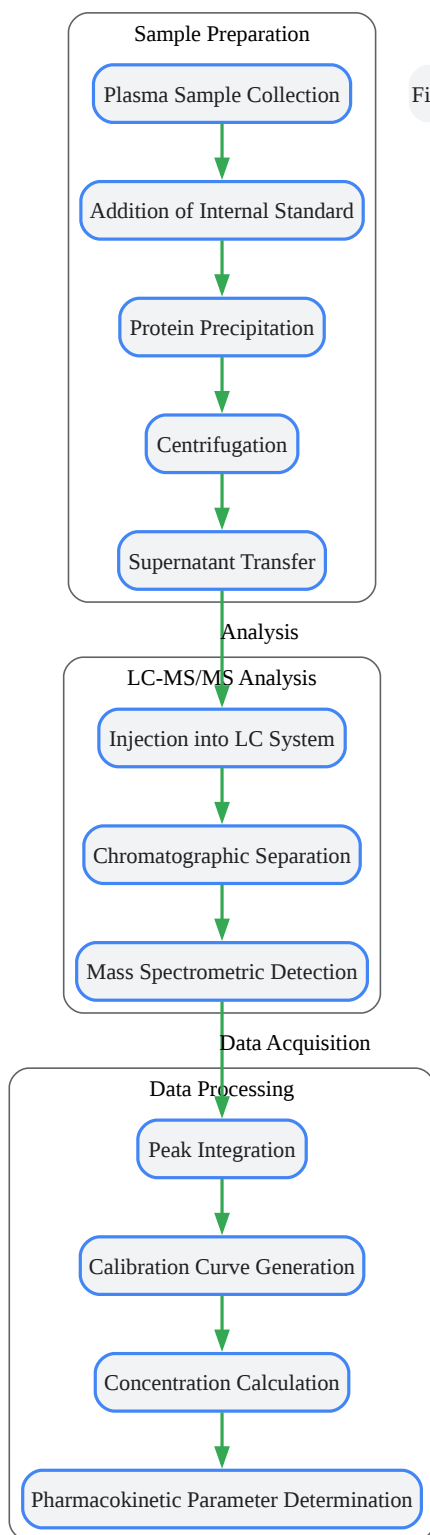 Sample Preparation
Plasma Sample Collection
Addition of Internal Standard
Protein Precipitation
Centrifugation
Supernatant Transfer
Analysis
LC-MS/MS Analysis
Injection into LC System
Chromatographic Separation
Mass Spectrometric Detection
Data Acquisition
Data Processing
Peak Integration
Calibration Curve Generation
Concentration Calculation
Pharmacokinetic Parameter Determination